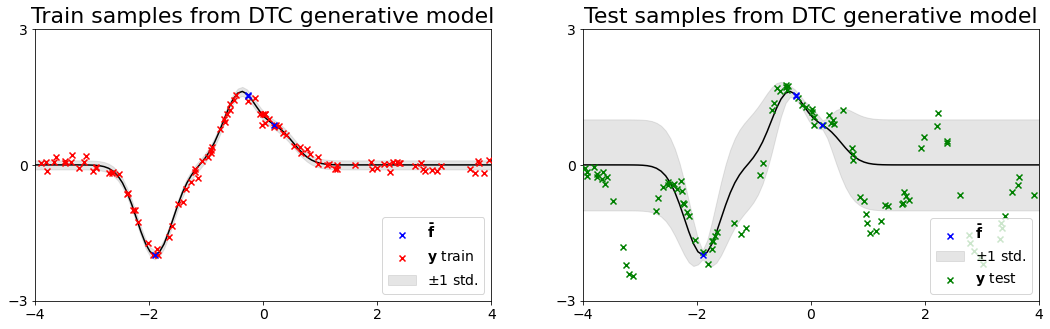 Train samples from DTC generative model
3
0
−3
−4
−2
0
2
4
f̄
y train
±1 std.
Test samples from DTC generative model
3
0
−3
−4
−2
0
2
4
f̄
±1 std.
y test